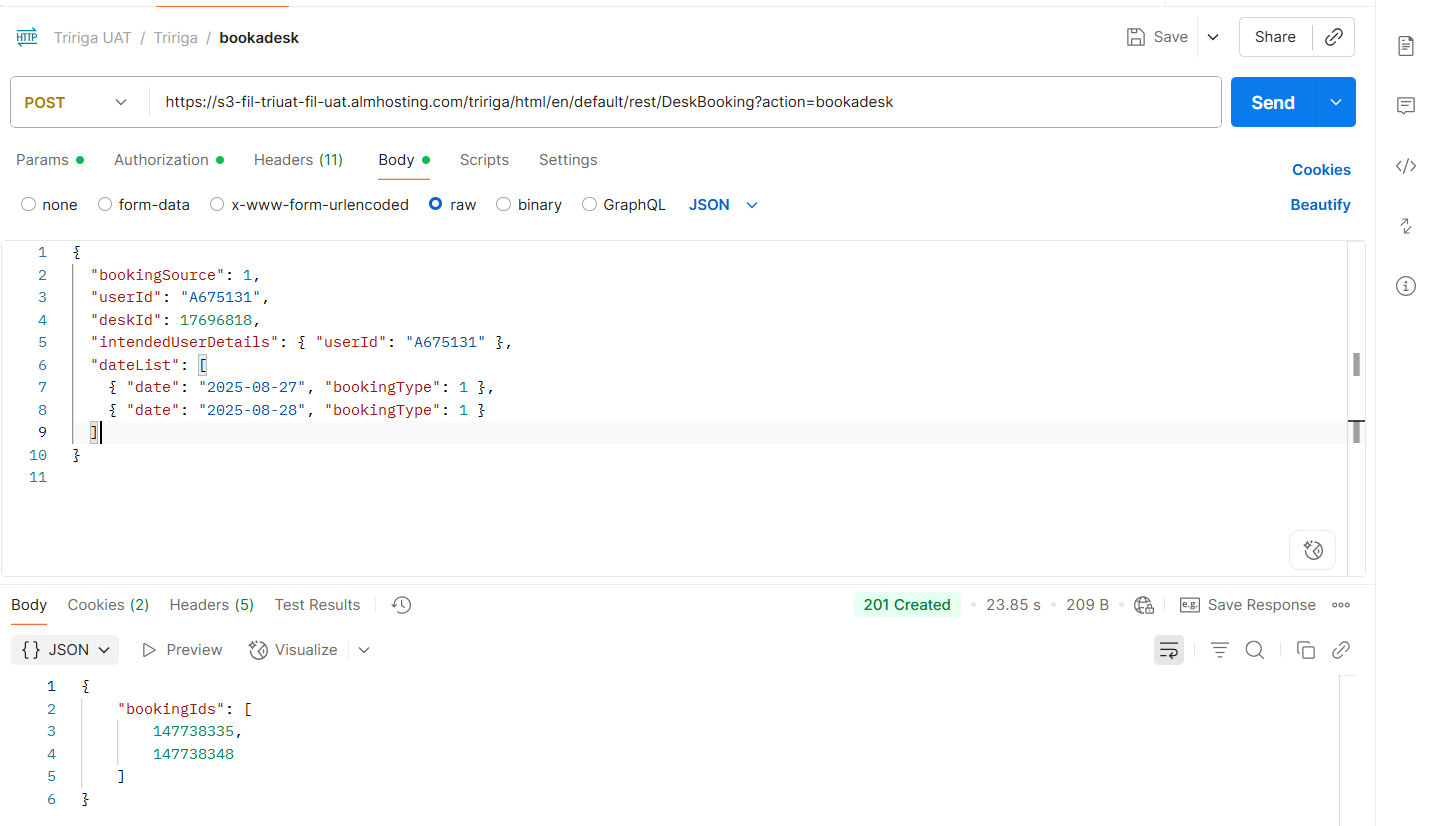 HTTP Tririga UAT / Tririga / bookadesk Save Share
POST https://s3-fil-triuat-fil-uat.almhosting.com/tririga/html/en/default/rest/DeskBooking?action=bookadesk Send
Params Authorization Headers (11) Body Scripts Settings Cookies
none form-data x-www-form-urlencoded raw binary GraphQL JSON Beautify
1 {
2 "bookingSource": 1,
3 "userId": "A675131",
4 "deskId": 17696818,
5 "intendedUserDetails": { "userId": "A675131" },
6 "dateList": [
7 { "date": "2025-08-27", "bookingType": 1 },
8 { "date": "2025-08-28", "bookingType": 1 }
9 ]
10 }
11
Body Cookies (2) Headers (5) Test Results 201 Created 23.85 s 209 B e.g. Save Response
{} JSON Preview Visualize
1 {
2 "bookingIds": [
3 147738335,
4 147738348
5 ]
6 }